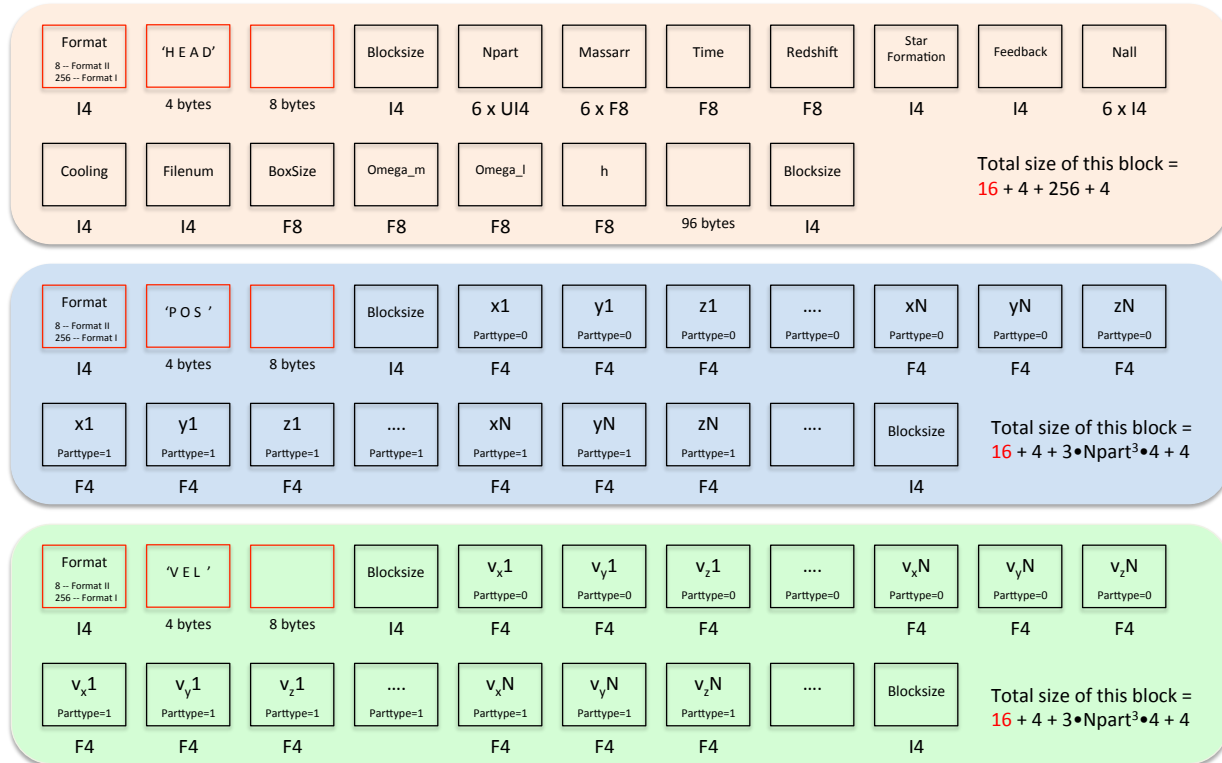 Format
8 -- Format II
256 -- Format I
‘H E A D’
Blocksize
Npart
Massarr
Time
Redshift
Star
Formation
Feedback
Nall
I4
4 bytes
8 bytes
I4
6 x UI4
6 x F8
F8
F8
I4
I4
6 x I4
Cooling
Filenum
BoxSize
Omega_m
Omega_l
h
Blocksize
I4
I4
F8
F8
F8
F8
96 bytes
I4
Total size of this block =
16 + 4 + 256 + 4
Format
8 -- Format II
256 -- Format I
‘P O S ’
Blocksize
x1
Parttype=0
y1
Parttype=0
z1
Parttype=0
....
Parttype=0
xN
Parttype=0
yN
Parttype=0
zN
Parttype=0
I4
4 bytes
8 bytes
I4
F4
F4
F4
F4
F4
F4
x1
Parttype=1
y1
Parttype=1
z1
Parttype=1
....
Parttype=1
xN
Parttype=1
yN
Parttype=1
zN
Parttype=1
....
Blocksize
F4
F4
F4
F4
F4
F4
I4
Total size of this block =
16 + 4 + 3•Npart³•4 + 4
Format
8 -- Format II
256 -- Format I
‘V E L ’
Blocksize
vₓ1
Parttype=0
v_y1
Parttype=0
v_z1
Parttype=0
....
Parttype=0
vₓN
Parttype=0
v_yN
Parttype=0
v_zN
Parttype=0
I4
4 bytes
8 bytes
I4
F4
F4
F4
F4
F4
F4
vₓ1
Parttype=1
v_y1
Parttype=1
v_z1
Parttype=1
....
Parttype=1
vₓN
Parttype=1
v_yN
Parttype=1
v_zN
Parttype=1
....
Blocksize
F4
F4
F4
F4
F4
F4
I4
Total size of this block =
16 + 4 + 3•Npart³•4 + 4